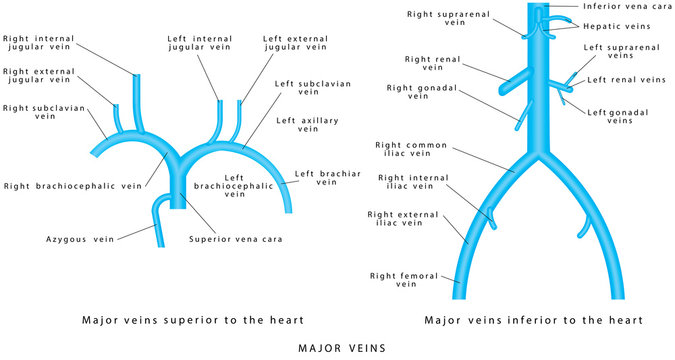 Right internal
jugular vein
Left internal
jugular vein
Left external
jugular vein
Right external
jugular vein
Left subclavian
vein
Right subclavian
vein
Left axillary
vein
Right brachiocephalic vein
Left
brachiocephalic
vein
Left brachiar
vein
Azygous vein
Superior vena cara
Major veins superior to the heart
Right suprarenal
vein
Inferior vena cara
Hepatic veins
Left suprarenal
veins
Right renal
vein
Left renal veins
Right gonadal
vein
Left gonadal
veins
Right common
iliac vein
Right internal
iliac vein
Right external
iliac vein
Right femoral
vein
Major veins inferior to the heart
MAJOR VEINS